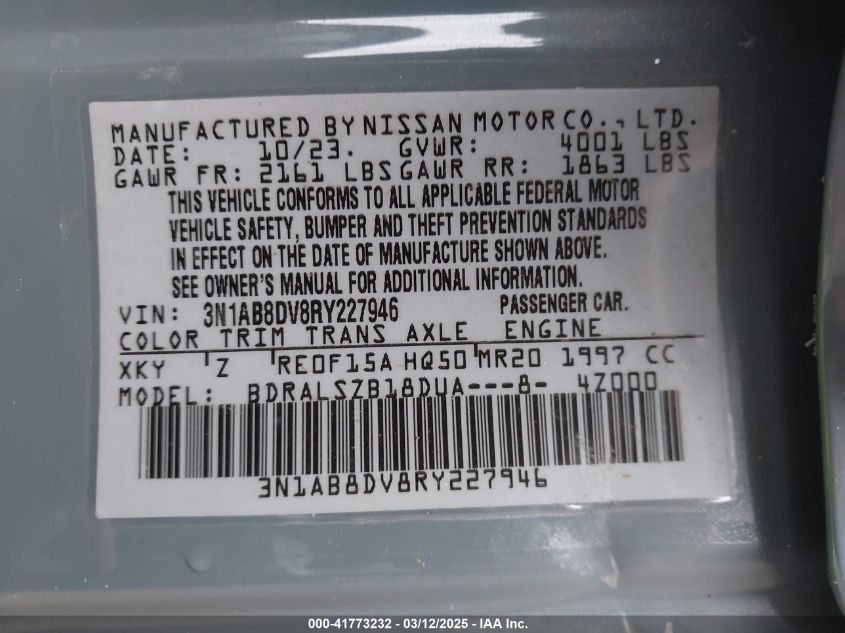 MANUFACTURED BY NISSAN MOTOR CO., LTD.
DATE: 10/23. GVWR: 4001 LBS
GAWR FR: 2161 LBS GAWR RR: 1863 LBS
THIS VEHICLE CONFORMS TO ALL APPLICABLE FEDERAL MOTOR
VEHICLE SAFETY, BUMPER AND THEFT PREVENTION STANDARDS
IN EFFECT ON THE DATE OF MANUFACTURE SHOWN ABOVE.
SEE OWNER'S MANUAL FOR ADDITIONAL INFORMATION.
VIN: 3N1AB8DV8RY227946 PASSENGER CAR.
COLOR TRIM TRANS AXLE ENGINE
XKY Z RE0F15A HQ50 MR20 1997 CC
MODEL: BDRALSZB18DUA---8- 4Z000
3N1AB8DV8RY227946
000-41773232 - 03/12/2025 - IAA Inc.